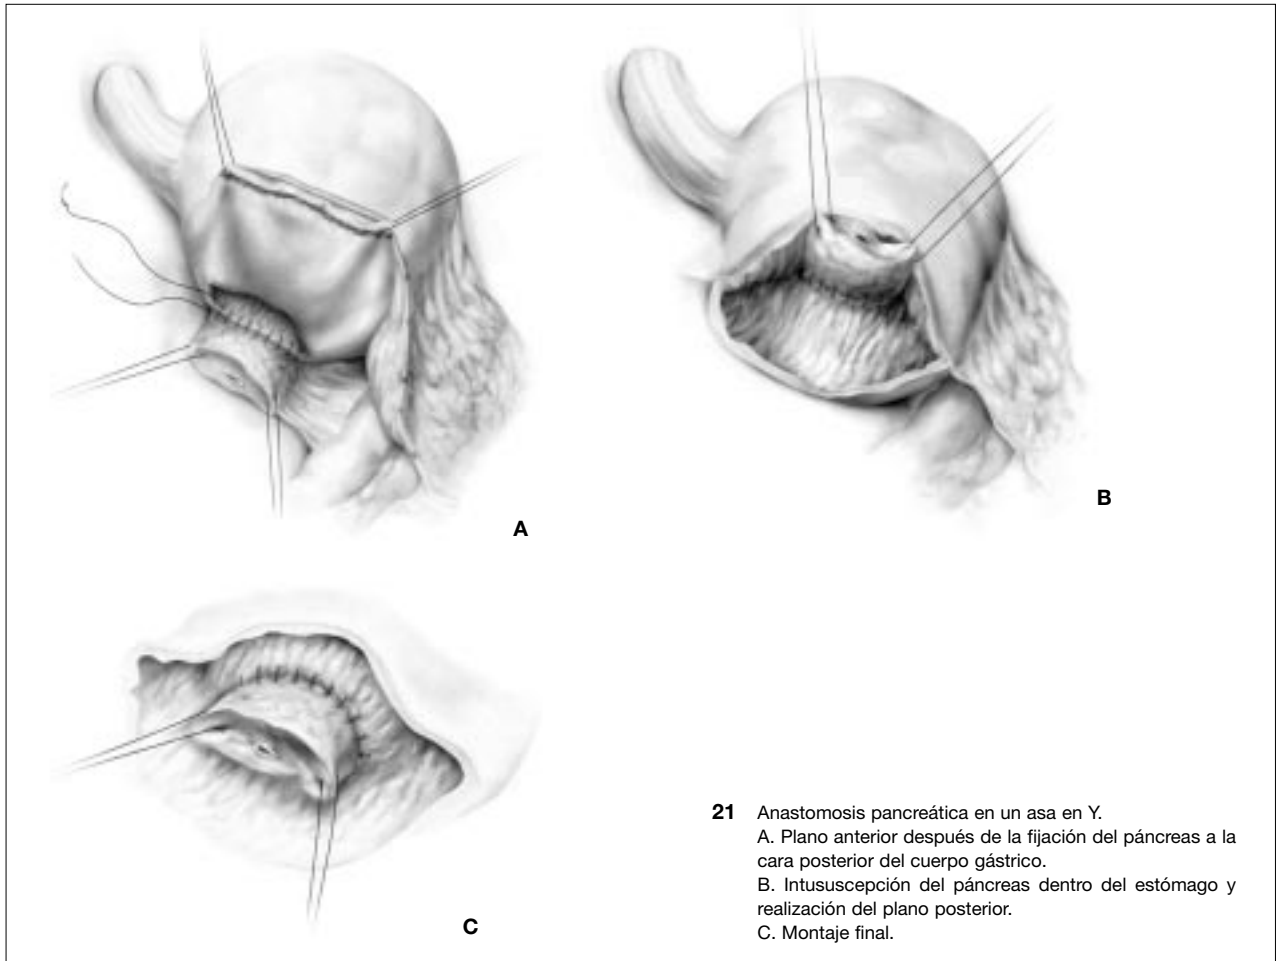 A
B
C
21 Anastomosis pancreática en un asa en Y.
A. Plano anterior después de la fijación del páncreas a la
cara posterior del cuerpo gástrico.
B. Intususcepción del páncreas dentro del estómago y
realización del plano posterior.
C. Montaje final.